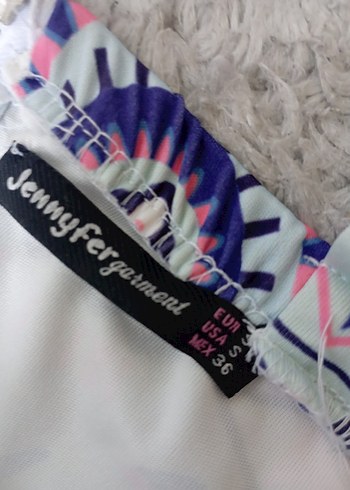 Jennyfer
garment
EUR S
USA S
MEX 36